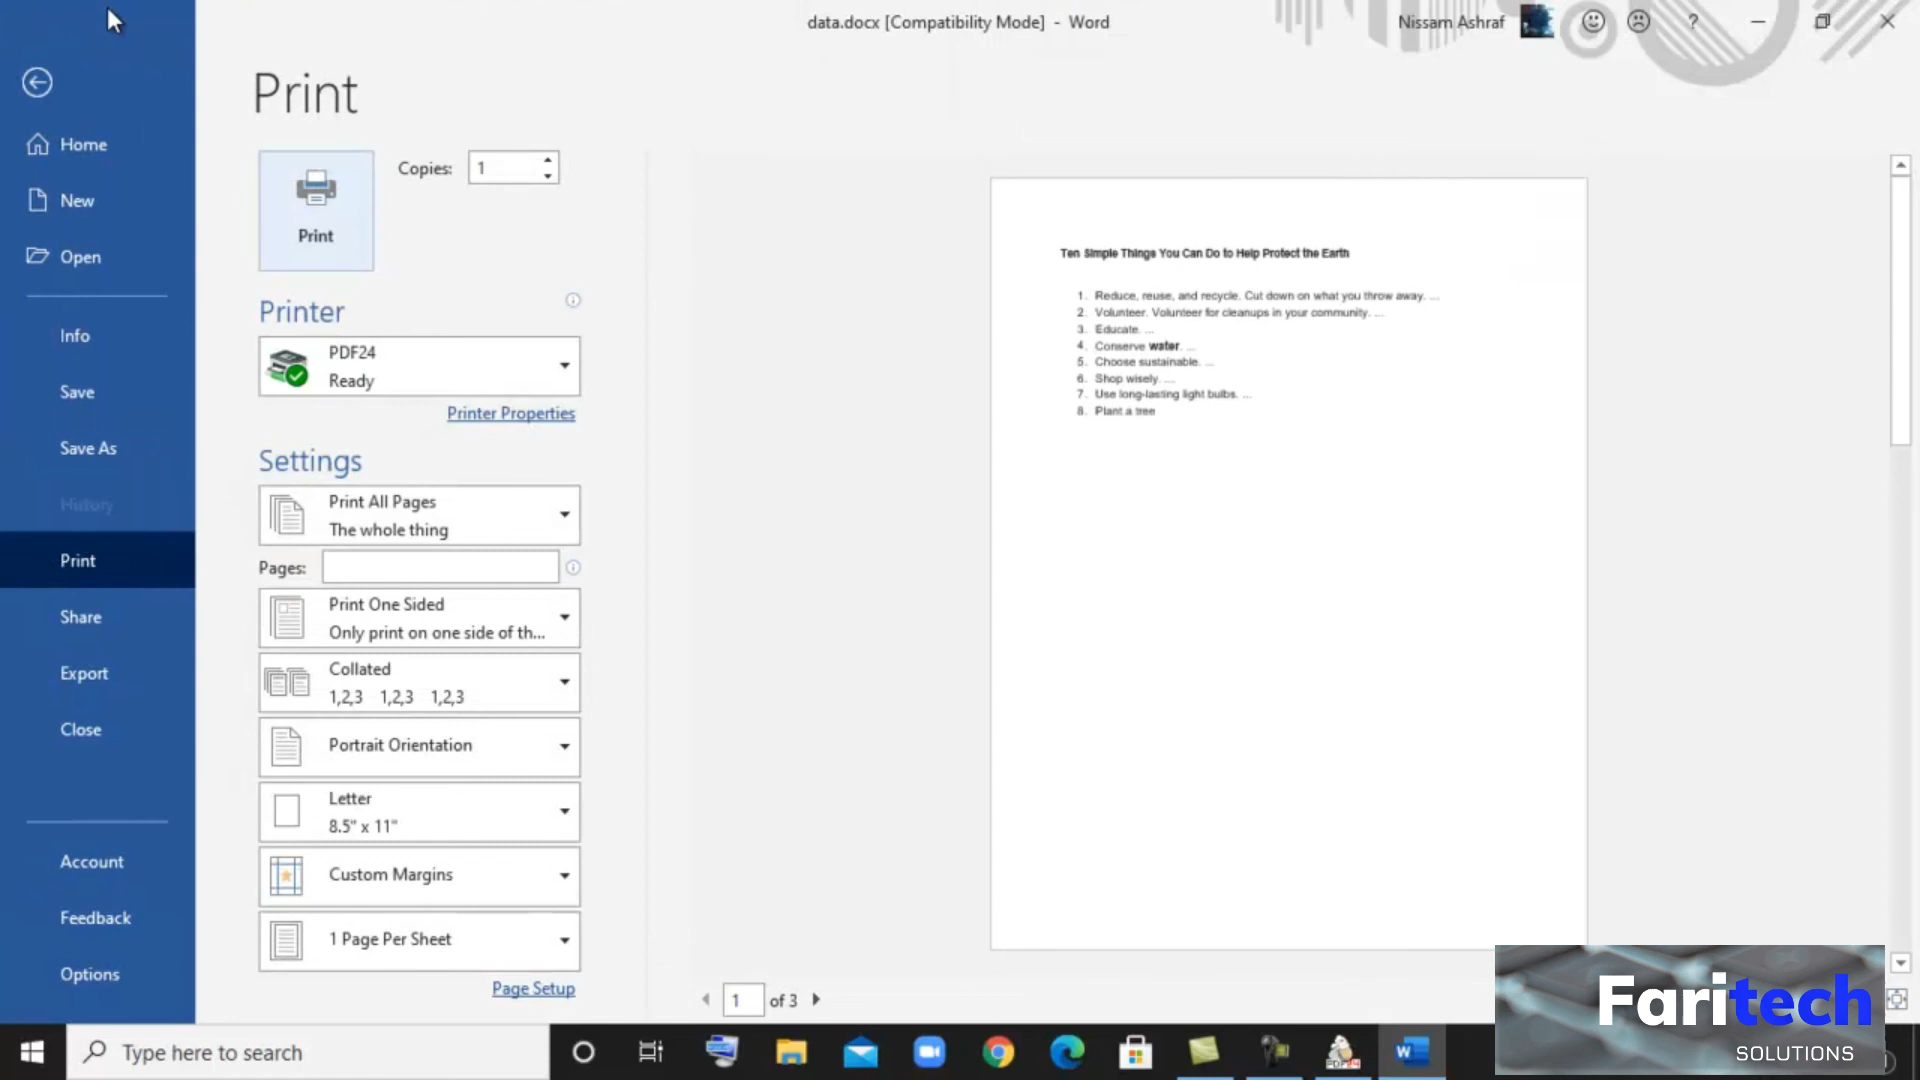 data.docx [Compatibility Mode] - Word
Nissam Ashraf
?
Home
New
Open
Info
Save
Save As
History
Print
Share
Export
Close
Account
Feedback
Options
Print
Print
Copies: 1
Printer
PDF24
Ready
Printer Properties
Settings
Print All Pages
The whole thing
Pages:
Print One Sided
Only print on one side of th...
Collated
1,2,3 1,2,3 1,2,3
Portrait Orientation
Letter
8.5" x 11"
Custom Margins
1 Page Per Sheet
Page Setup
Ten Simple Things You Can Do to Help Protect the Earth
1. Reduce, reuse, and recycle. Cut down on what you throw away. ...
2. Volunteer. Volunteer for cleanups in your community. ...
3. Educate. ...
4. Conserve water. ...
5. Choose sustainable. ...
6. Shop wisely. ...
7. Use long-lasting light bulbs. ...
8. Plant a tree
1 of 3
Faritech
SOLUTIONS
Type here to search
PDF24
W